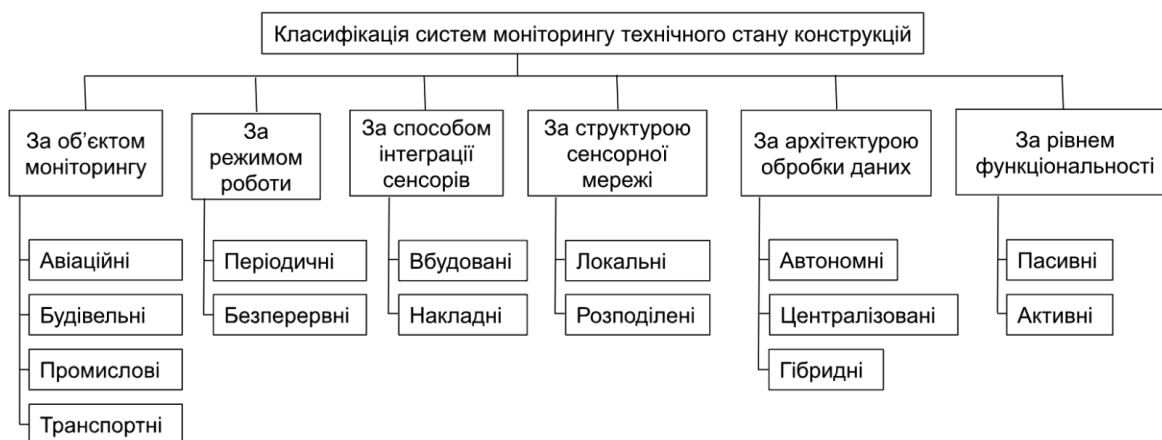 Класифікація систем моніторингу технічного стану конструкцій
За об’єктом
моніторингу
Авіаційні
Будівельні
Промислові
Транспортні
За
режимом
роботи
Періодичні
Безперервні
За способом
інтеграції
сенсорів
Вбудовані
Накладні
За структурою
сенсорної
мережі
Локальні
Розподілені
За архітектурою
обробки даних
Автономні
Централізовані
Гібридні
За рівнем
функціональності
Пасивні
Активні